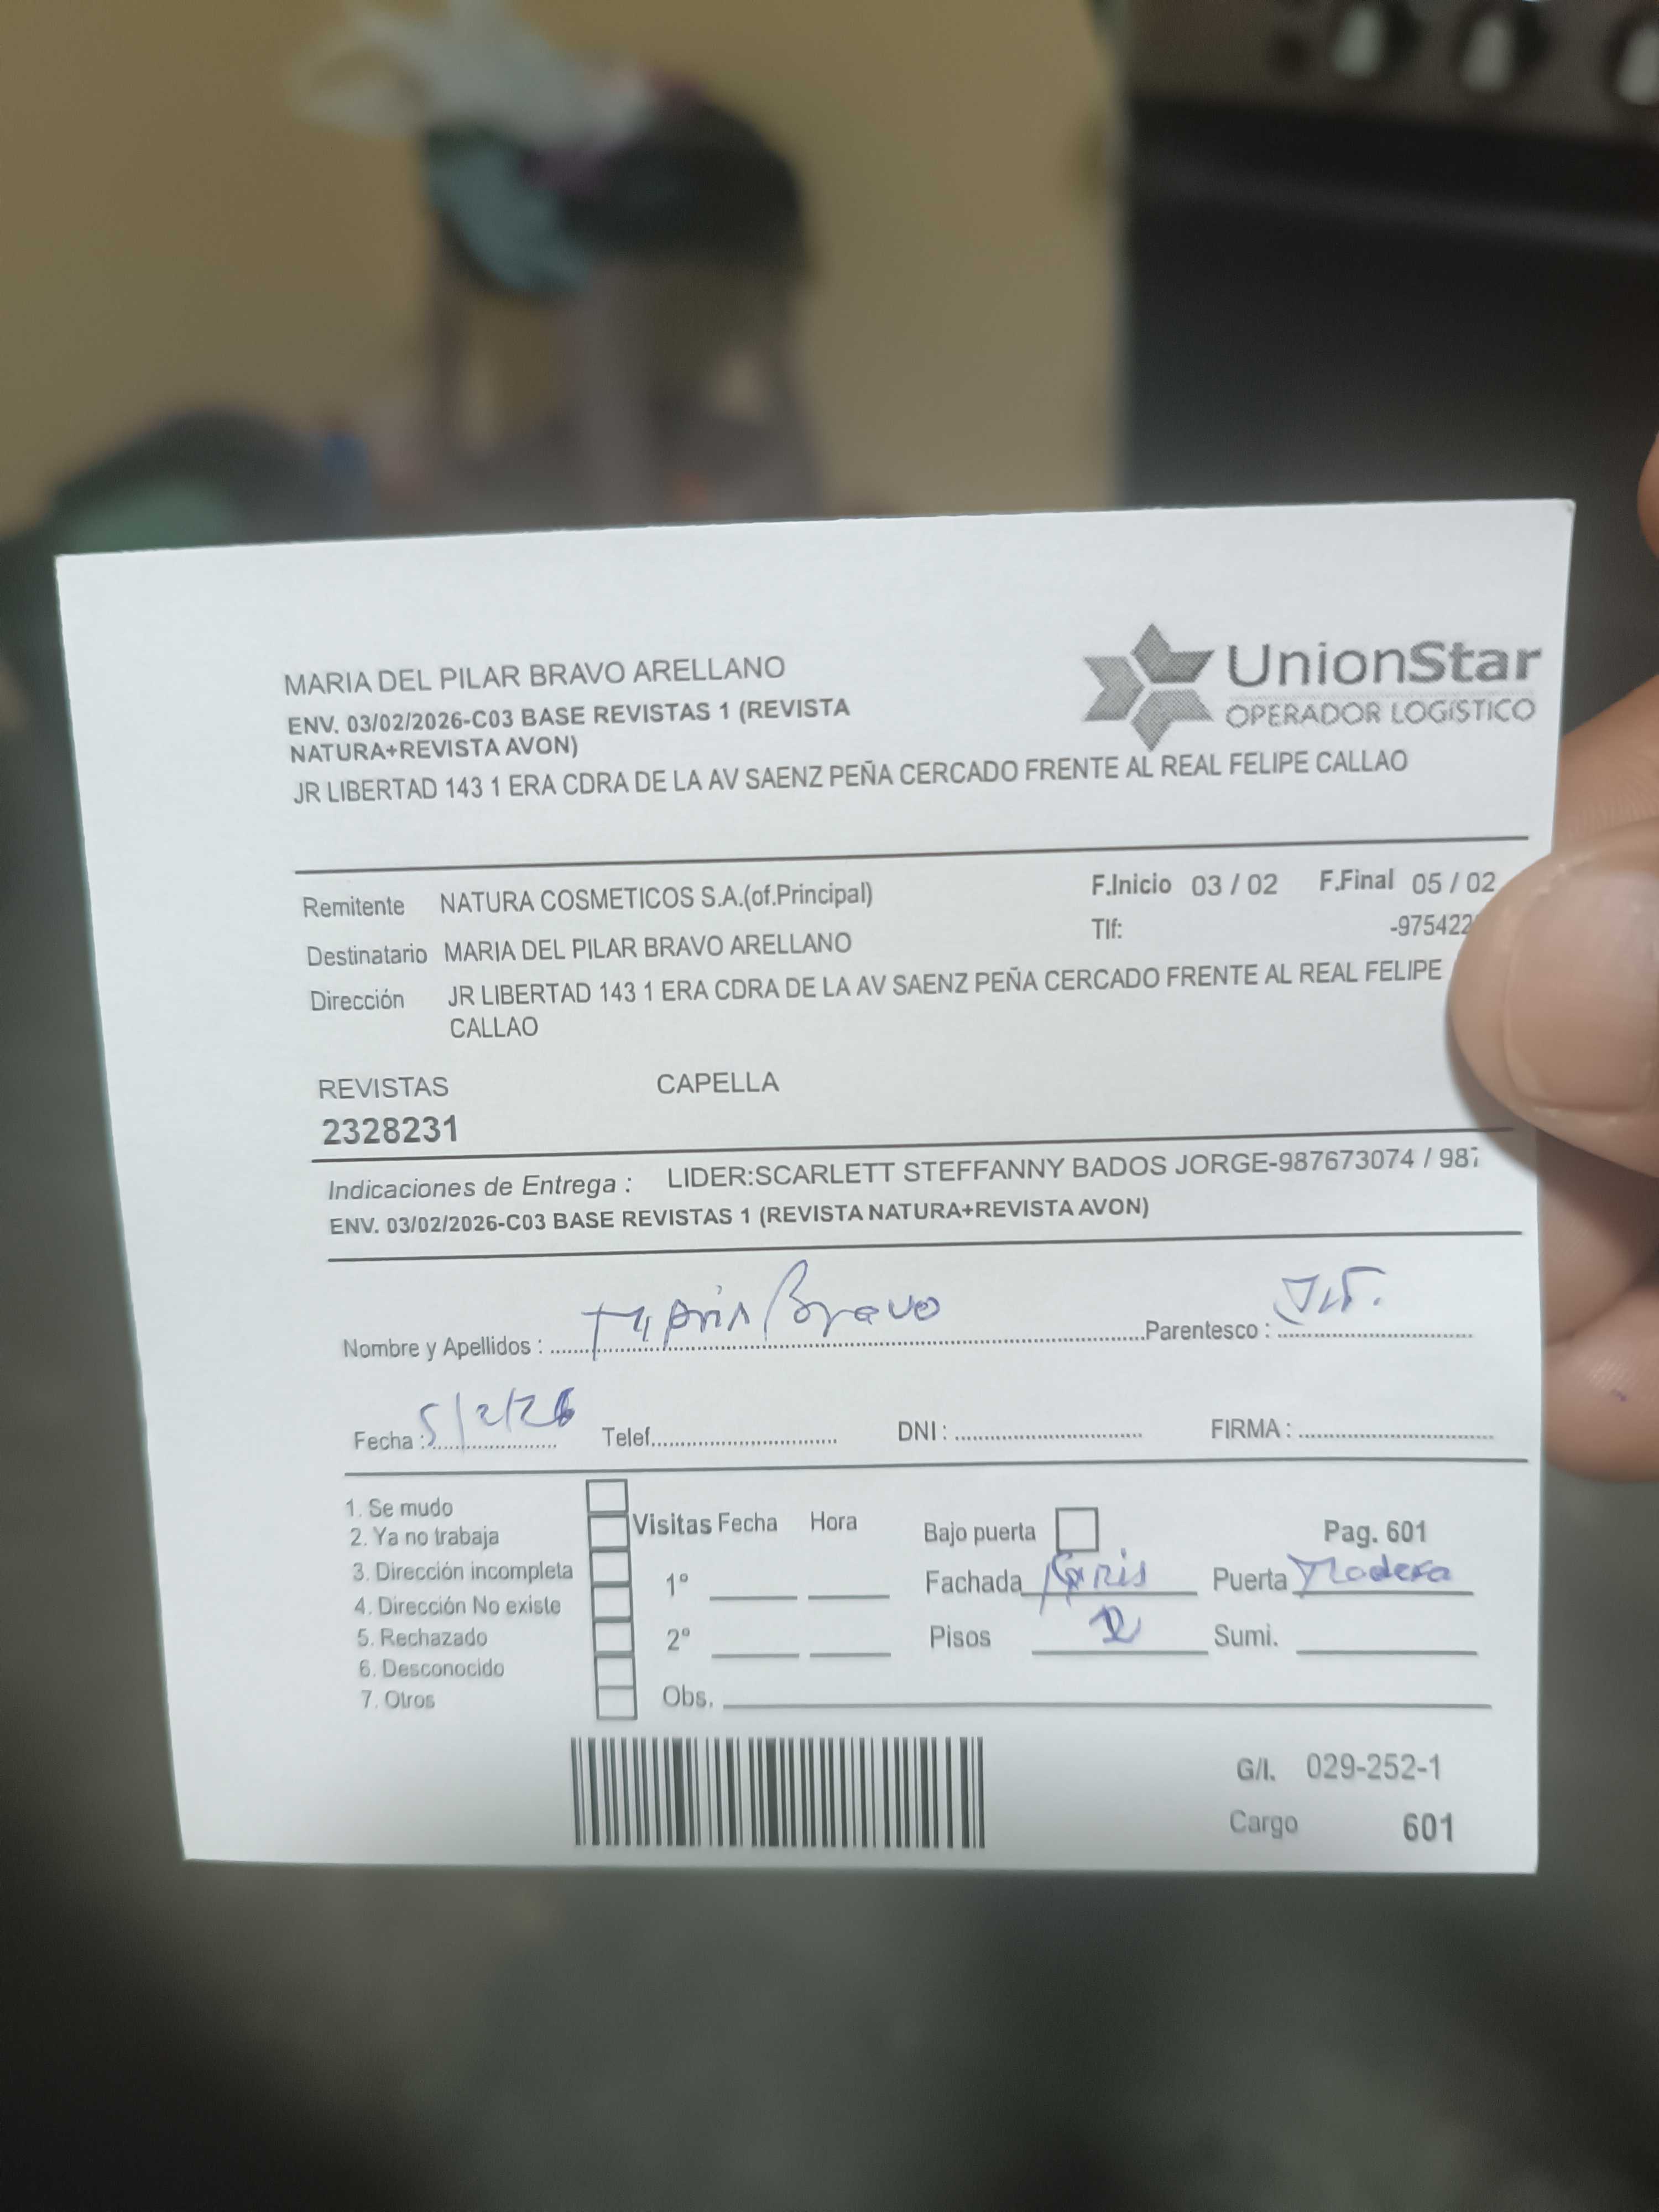 MARIA DEL PILAR BRAVO ARELLANO
ENV. 03/02/2026-C03 BASE REVISTAS 1 (REVISTA
NATURA+REVISTA AVON)
JR LIBERTAD 143 1 ERA CDRA DE LA AV SAENZ PEÑA CERCADO FRENTE AL REAL FELIPE CALLAO
UnionStar
OPERADOR LOGÍSTICO
Remitente NATURA COSMETICOS S.A.(of.Principal) F.Inicio 03 / 02 F.Final 05 / 02
Destinatario MARIA DEL PILAR BRAVO ARELLANO Tlf: -975422
Dirección JR LIBERTAD 143 1 ERA CDRA DE LA AV SAENZ PEÑA CERCADO FRENTE AL REAL FELIPE
CALLAO
REVISTAS CAPELLA
2328231
Indicaciones de Entrega : LIDER:SCARLETT STEFFANNY BADOS JORGE-987673074 / 987
ENV. 03/02/2026-C03 BASE REVISTAS 1 (REVISTA NATURA+REVISTA AVON)
Nombre y Apellidos : María Bravo Parentesco : Tit.
Fecha : 5/2/26 Telef. DNI : FIRMA :
1. Se mudo
2. Ya no trabaja
3. Dirección incompleta
4. Dirección No existe
5. Rechazado
6. Desconocido
7. Otros
Visitas Fecha Hora
1º
2º
Obs.
Bajo puerta Pag. 601
Fachada Gris Puerta Madera
Pisos Sumi.
G/I. 029-252-1
Cargo 601